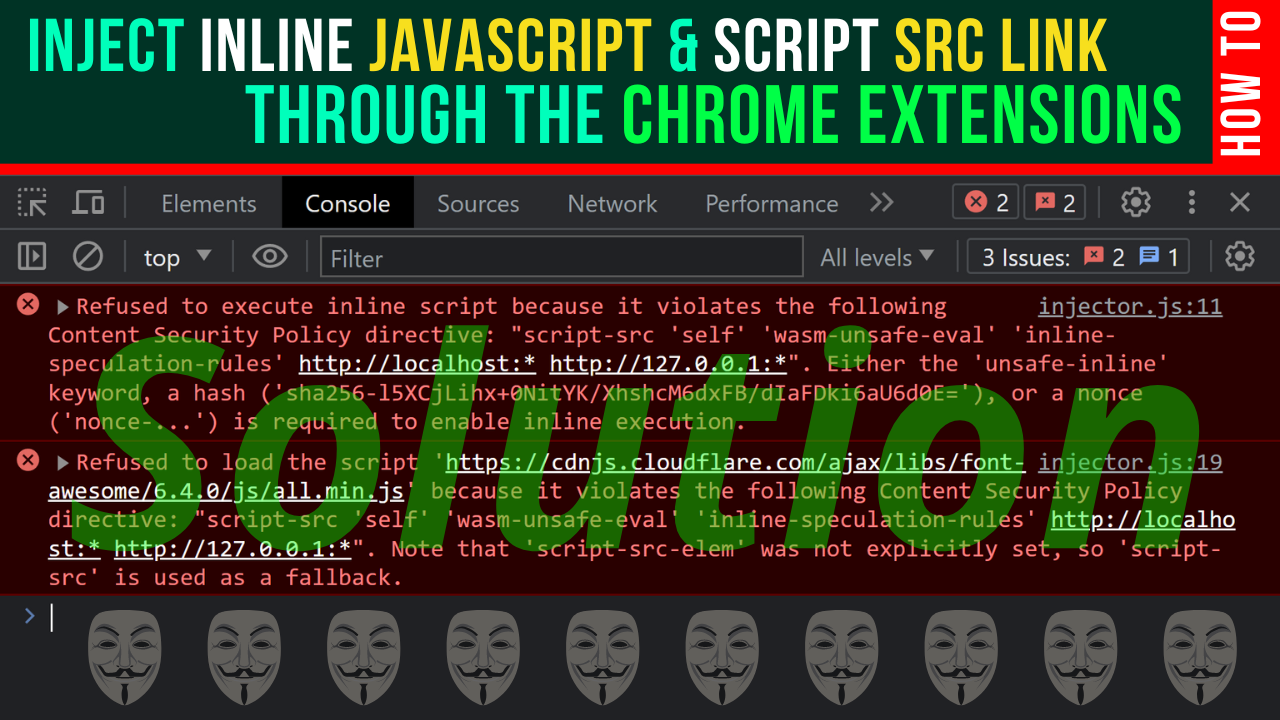 INJECT INLINE JAVASCRIPT & SCRIPT SRC LINK
THROUGH THE CHROME EXTENSIONS
HOW TO
Elements Console Sources Network Performance 2 2
top Filter All levels 3 Issues: 2 1
Refused to execute inline script because it violates the following injector.js:11
Content Security Policy directive: "script-src 'self' 'wasm-unsafe-eval' 'inline-
speculation-rules' http://localhost:* http://127.0.0.1:*". Either the 'unsafe-inline'
keyword, a hash ('sha256-l5XCjLihx+0NitYK/XhshcM6dxFB/dIaFDki6aU6d0E='), or a nonce
('nonce-...') is required to enable inline execution.
Refused to load the script 'https://cdnjs.cloudflare.com/ajax/libs/font- injector.js:19
awesome/6.4.0/js/all.min.js' because it violates the following Content Security Policy
directive: "script-src 'self' 'wasm-unsafe-eval' 'inline-speculation-rules' http://localho
st:* http://127.0.0.1:*". Note that 'script-src-elem' was not explicitly set, so 'script-
src' is used as a fallback.
Solution